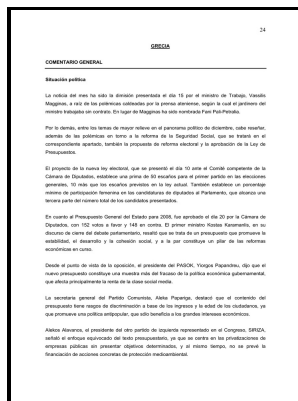 24
GRECIA
COMENTARIO GENERAL
Situación política
La noticia del mes ha sido la dimisión presentada el día 15 por el ministro de Trabajo, Vassilis
Magginas, a raíz de las polémicas caldeadas por la prensa ateniense, según la cual el jardinero del
ministro trabajaba sin contrato. En lugar de Magginas ha sido nombrada Fani Pali-Petralia.
Por lo demás, entre los temas de mayor relieve en el panorama político de diciembre, cabe reseñar,
además de las polémicas en torno a la reforma de la Seguridad Social, que se tratará en el
correspondiente apartado, también la propuesta de reforma electoral y la aprobación de la Ley de
Presupuestos.
El proyecto de la nueva ley electoral, que se presentó el día 10 ante el Comité competente de la
Cámara de Diputados, establece una prima de 50 escaños para el primer partido en las elecciones
generales, 10 más que los escaños previstos en la ley actual. También establece un porcentaje
mínimo de participación femenina en las candidaturas de diputados al Parlamento, que alcanza una
tercera parte del número total de los candidatos presentados.
En cuanto al Presupuesto General del Estado para 2008, fue aprobado el día 20 por la Cámara de
Diputados, con 152 votos a favor y 148 en contra. El primer ministro Kostas Karamanlis, en su
discurso de cierre del debate parlamentario, resaltó que se trata de un presupuesto que promueve la
estabilidad, el desarrollo y la cohesión social, y a la par constituye un pilar de las reformas
económicas en curso.
Desde el punto de vista de la oposición, el presidente del PASOK, Yiorgos Papandreu, dijo que el
nuevo presupuesto constituye una muestra más del fracaso de la política económica gubernamental,
que afecta principalmente la renta de la clase social media.
La secretaria general del Partido Comunista, Aleka Papariga, destacó que el contenido del
presupuesto tiene rasgos de discriminación a base de los ingresos y la edad de los ciudadanos, ya
que promueve una política antipopular, que sólo beneficia a los grandes intereses económicos.
Alekos Alavanos, el presidente del otro partido de izquierda representado en el Congreso, SIRIZA,
señaló el enfoque equivocado del texto presupuestario, ya que se centra en las privatizaciones de
empresas públicas sin presentar objetivos determinados, y al mismo tiempo, no se prevé la
financiación de acciones concretas de protección medioambiental.